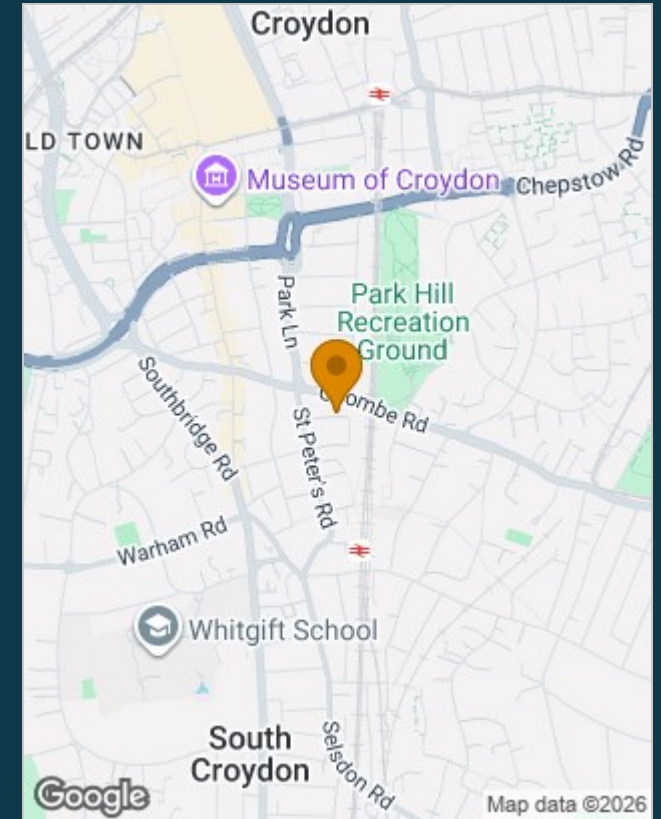 Croydon
LD TOWN
Museum of Croydon
Chepstow Rd
Park Ln
Park Hill
Recreation
Ground
ombe Rd
Southbridge Rd
St Peter's Rd
Warham Rd
Whitgift School
South
Croydon
Selsdon Rd
Google
Map data ©2026